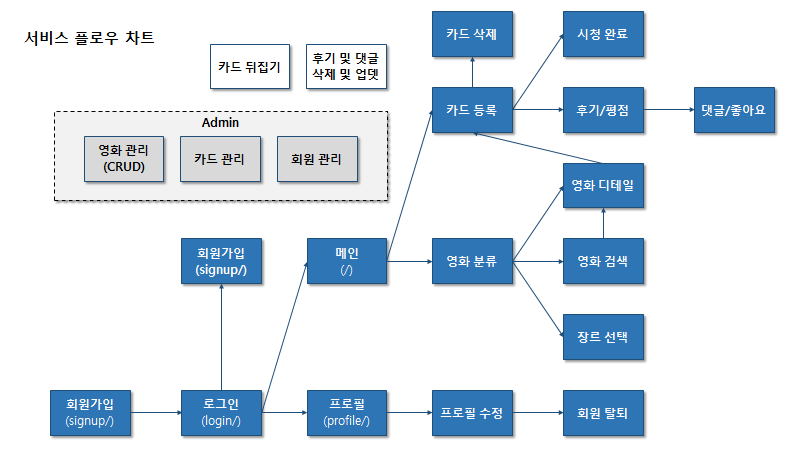 서비스 플로우 차트
카드 뒤집기
후기 및 댓글
삭제 및 업뎃
카드 삭제
시청 완료
카드 등록
후기/평점
댓글/좋아요
Admin
영화 관리
(CRUD)
카드 관리
회원 관리
영화 디테일
회원가입
(signup/)
메인
(/)
영화 분류
영화 검색
장르 선택
회원가입
(signup/)
로그인
(login/)
프로필
(profile/)
프로필 수정
회원 탈퇴